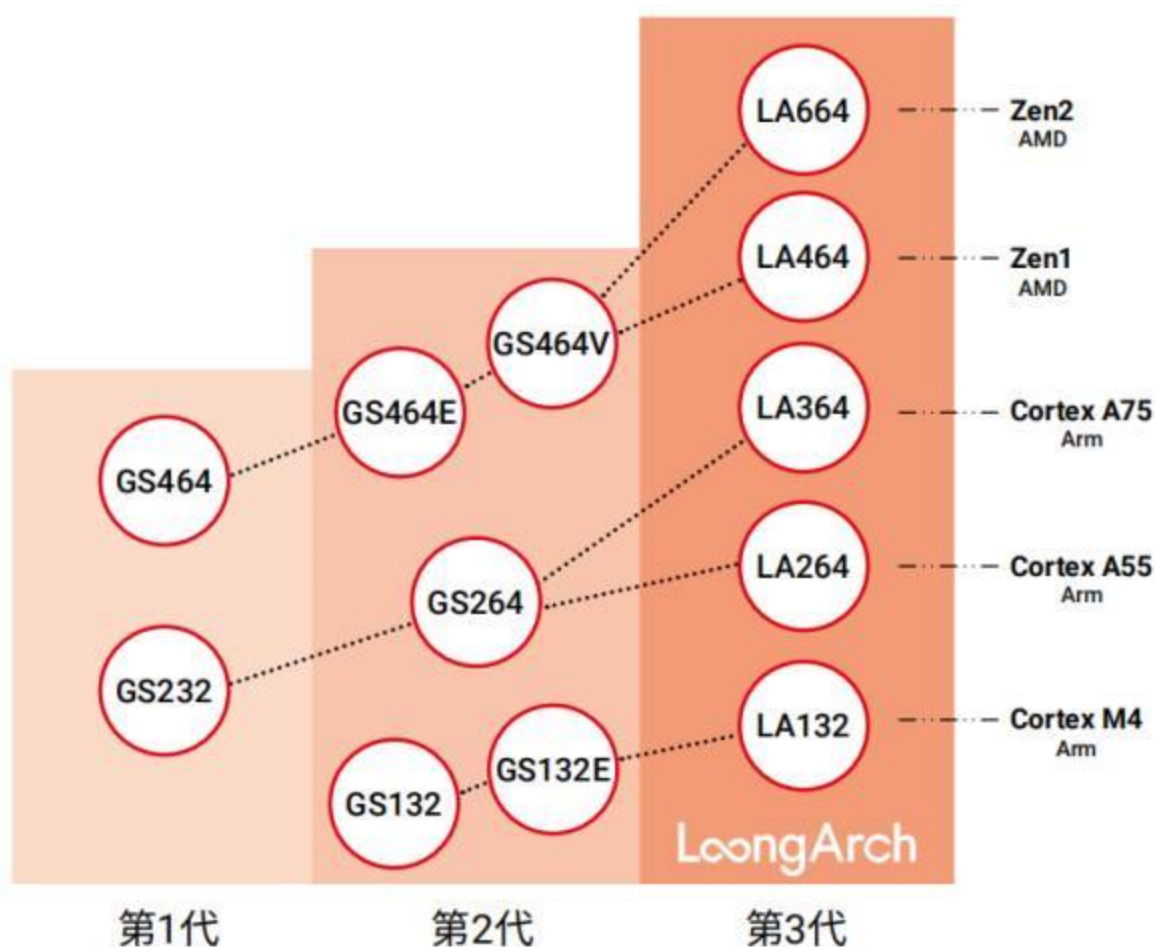 LA664
Zen2
AMD
LA464
Zen1
AMD
GS464V
GS464E
LA364
Cortex A75
Arm
GS464
GS264
LA264
Cortex A55
Arm
GS232
LA132
Cortex M4
Arm
GS132E
GS132
LoongArch
第1代
第2代
第3代